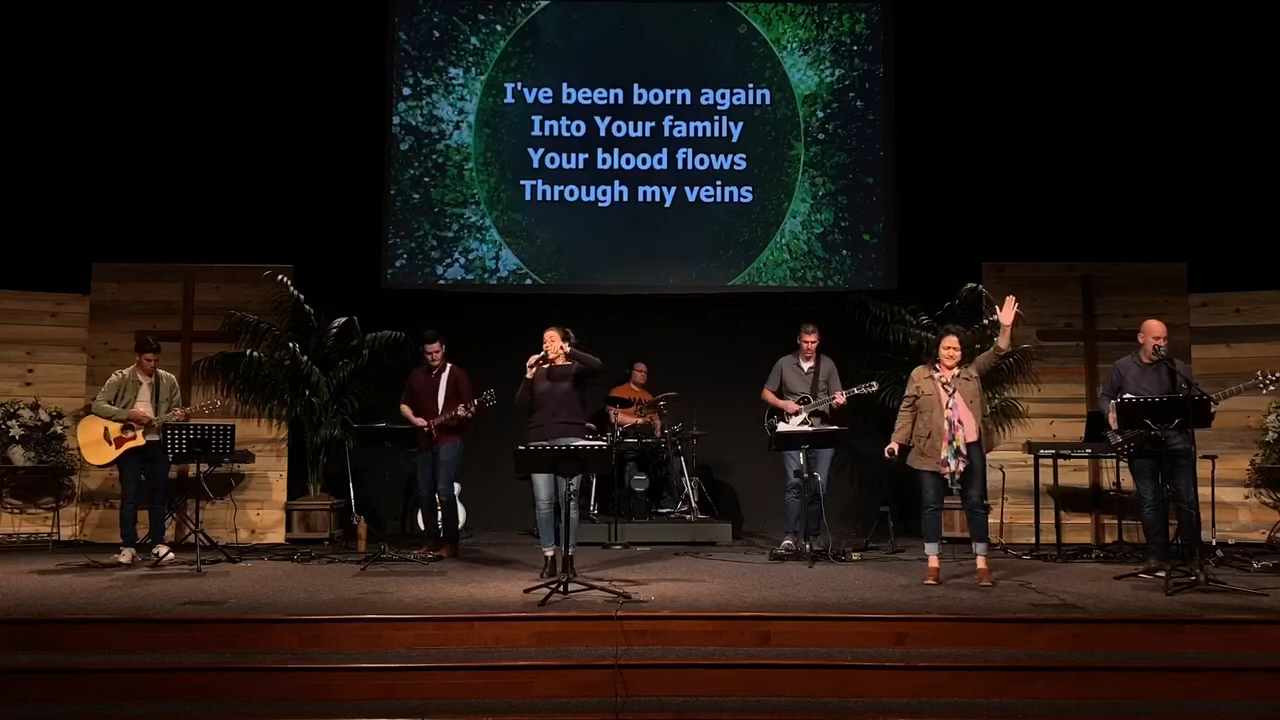 I've been born again
Into Your family
Your blood flows
Through my veins